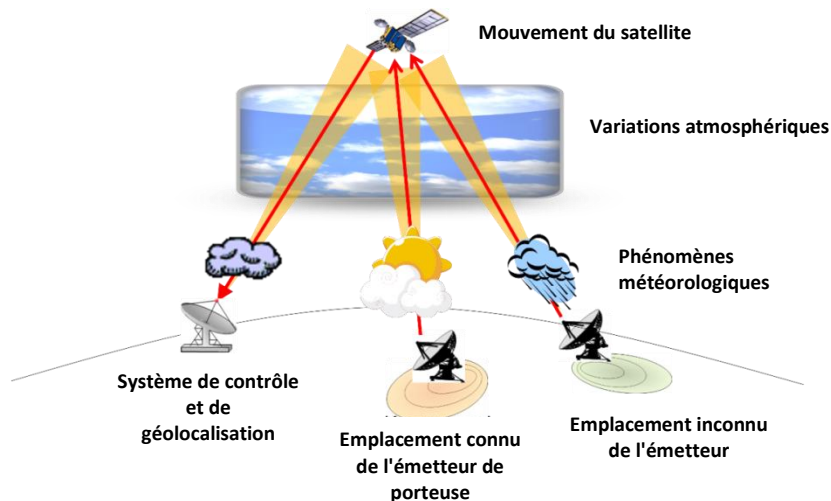 Mouvement du satellite
Variations atmosphériques
Phénomènes
météorologiques
Système de contrôle
et de
géolocalisation
Emplacement connu
de l'émetteur de
porteuse
Emplacement inconnu
de l'émetteur